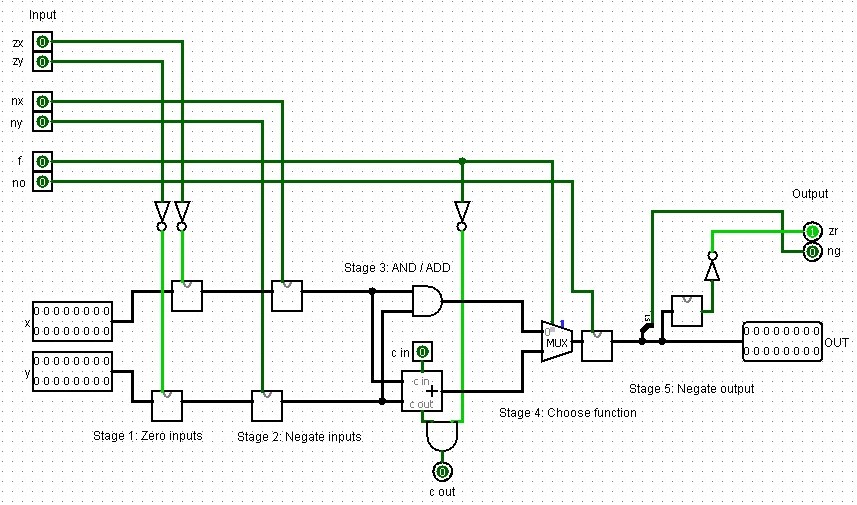 Input
zx 0
zy 0
nx 0
ny 0
f 0
no 0
Output
zr 1
ng 0
Stage 3: AND / ADD
x
0 0 0 0 0 0 0 0
0 0 0 0 0 0 0 0
y
0 0 0 0 0 0 0 0
0 0 0 0 0 0 0 0
c in 0
c in
+
c out
0
1
MUX
0 0 0 0 0 0 0 0
0 0 0 0 0 0 0 0
OUT
Stage 5: Negate output
Stage 4: Choose function
Stage 1: Zero inputs
Stage 2: Negate inputs
0
c out